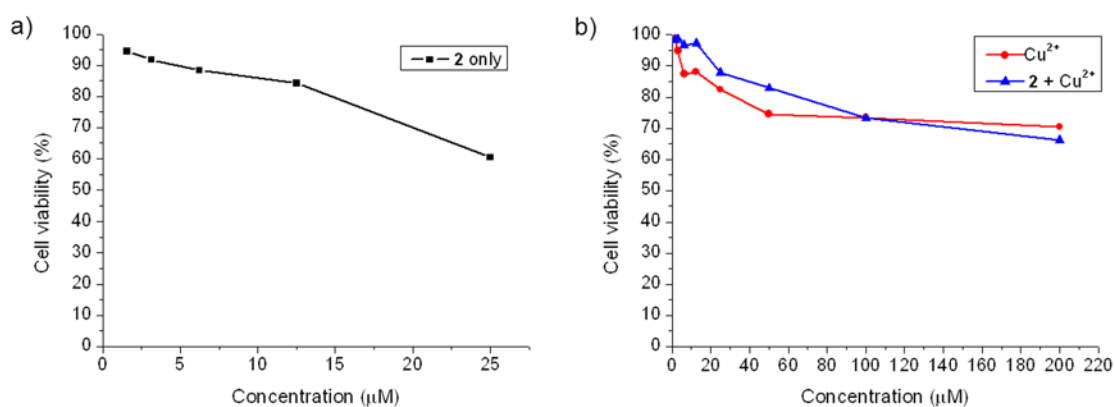 a)
2 only
Cell viability (%)
100
90
80
70
60
50
40
30
20
10
0
0 5 10 15 20 25
Concentration (μM)
b)
Cu²⁺
2 + Cu²⁺
Cell viability (%)
100
90
80
70
60
50
40
30
20
10
0
0 20 40 60 80 100 120 140 160 180 200 220
Concentration (μM)